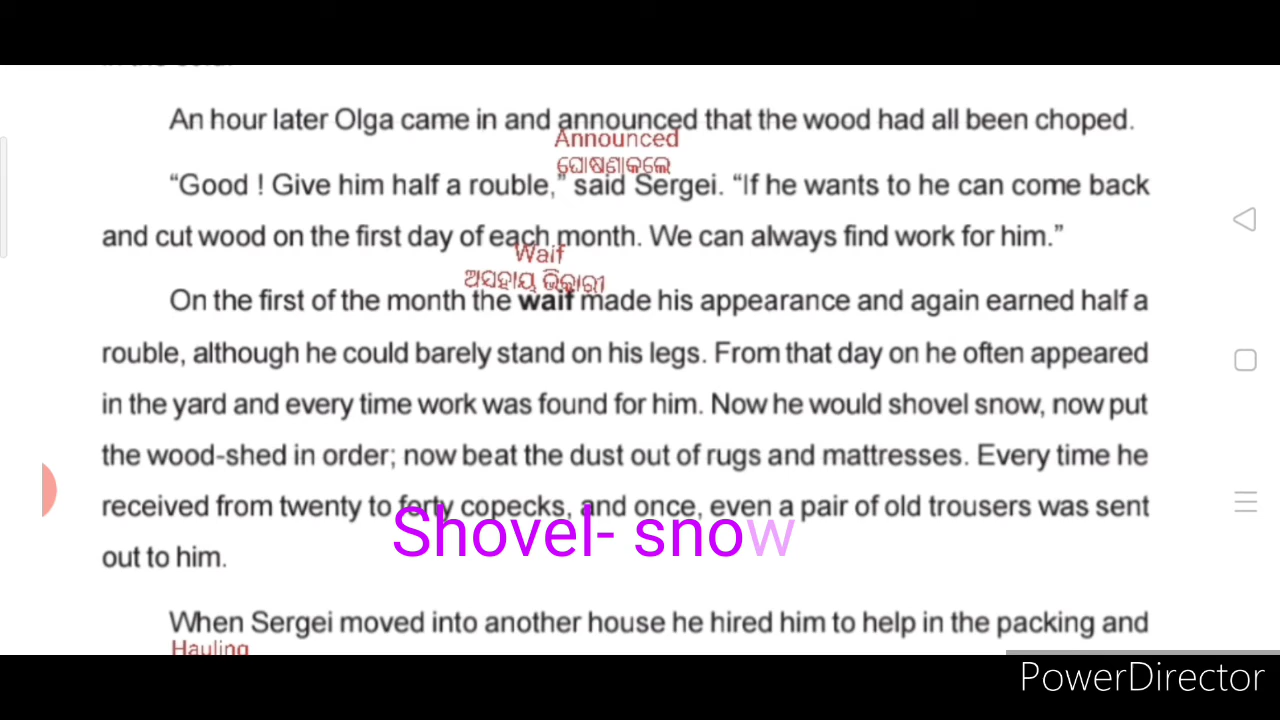 An hour later Olga came in and announced that the wood had all been choped.
Announced
ଘୋଷଣାକଲେ
“Good ! Give him half a rouble,” said Sergei. “If he wants to he can come back
and cut wood on the first day of each month. We can always find work for him.”
Waif
ଅସହାୟ ଭିକାରୀ
On the first of the month the waif made his appearance and again earned half a
rouble, although he could barely stand on his legs. From that day on he often appeared
in the yard and every time work was found for him. Now he would shovel snow, now put
the wood-shed in order; now beat the dust out of rugs and mattresses. Every time he
received from twenty to forty copecks, and once, even a pair of old trousers was sent
Shovel- snow
out to him.
When Sergei moved into another house he hired him to help in the packing and
Hauling
PowerDirector